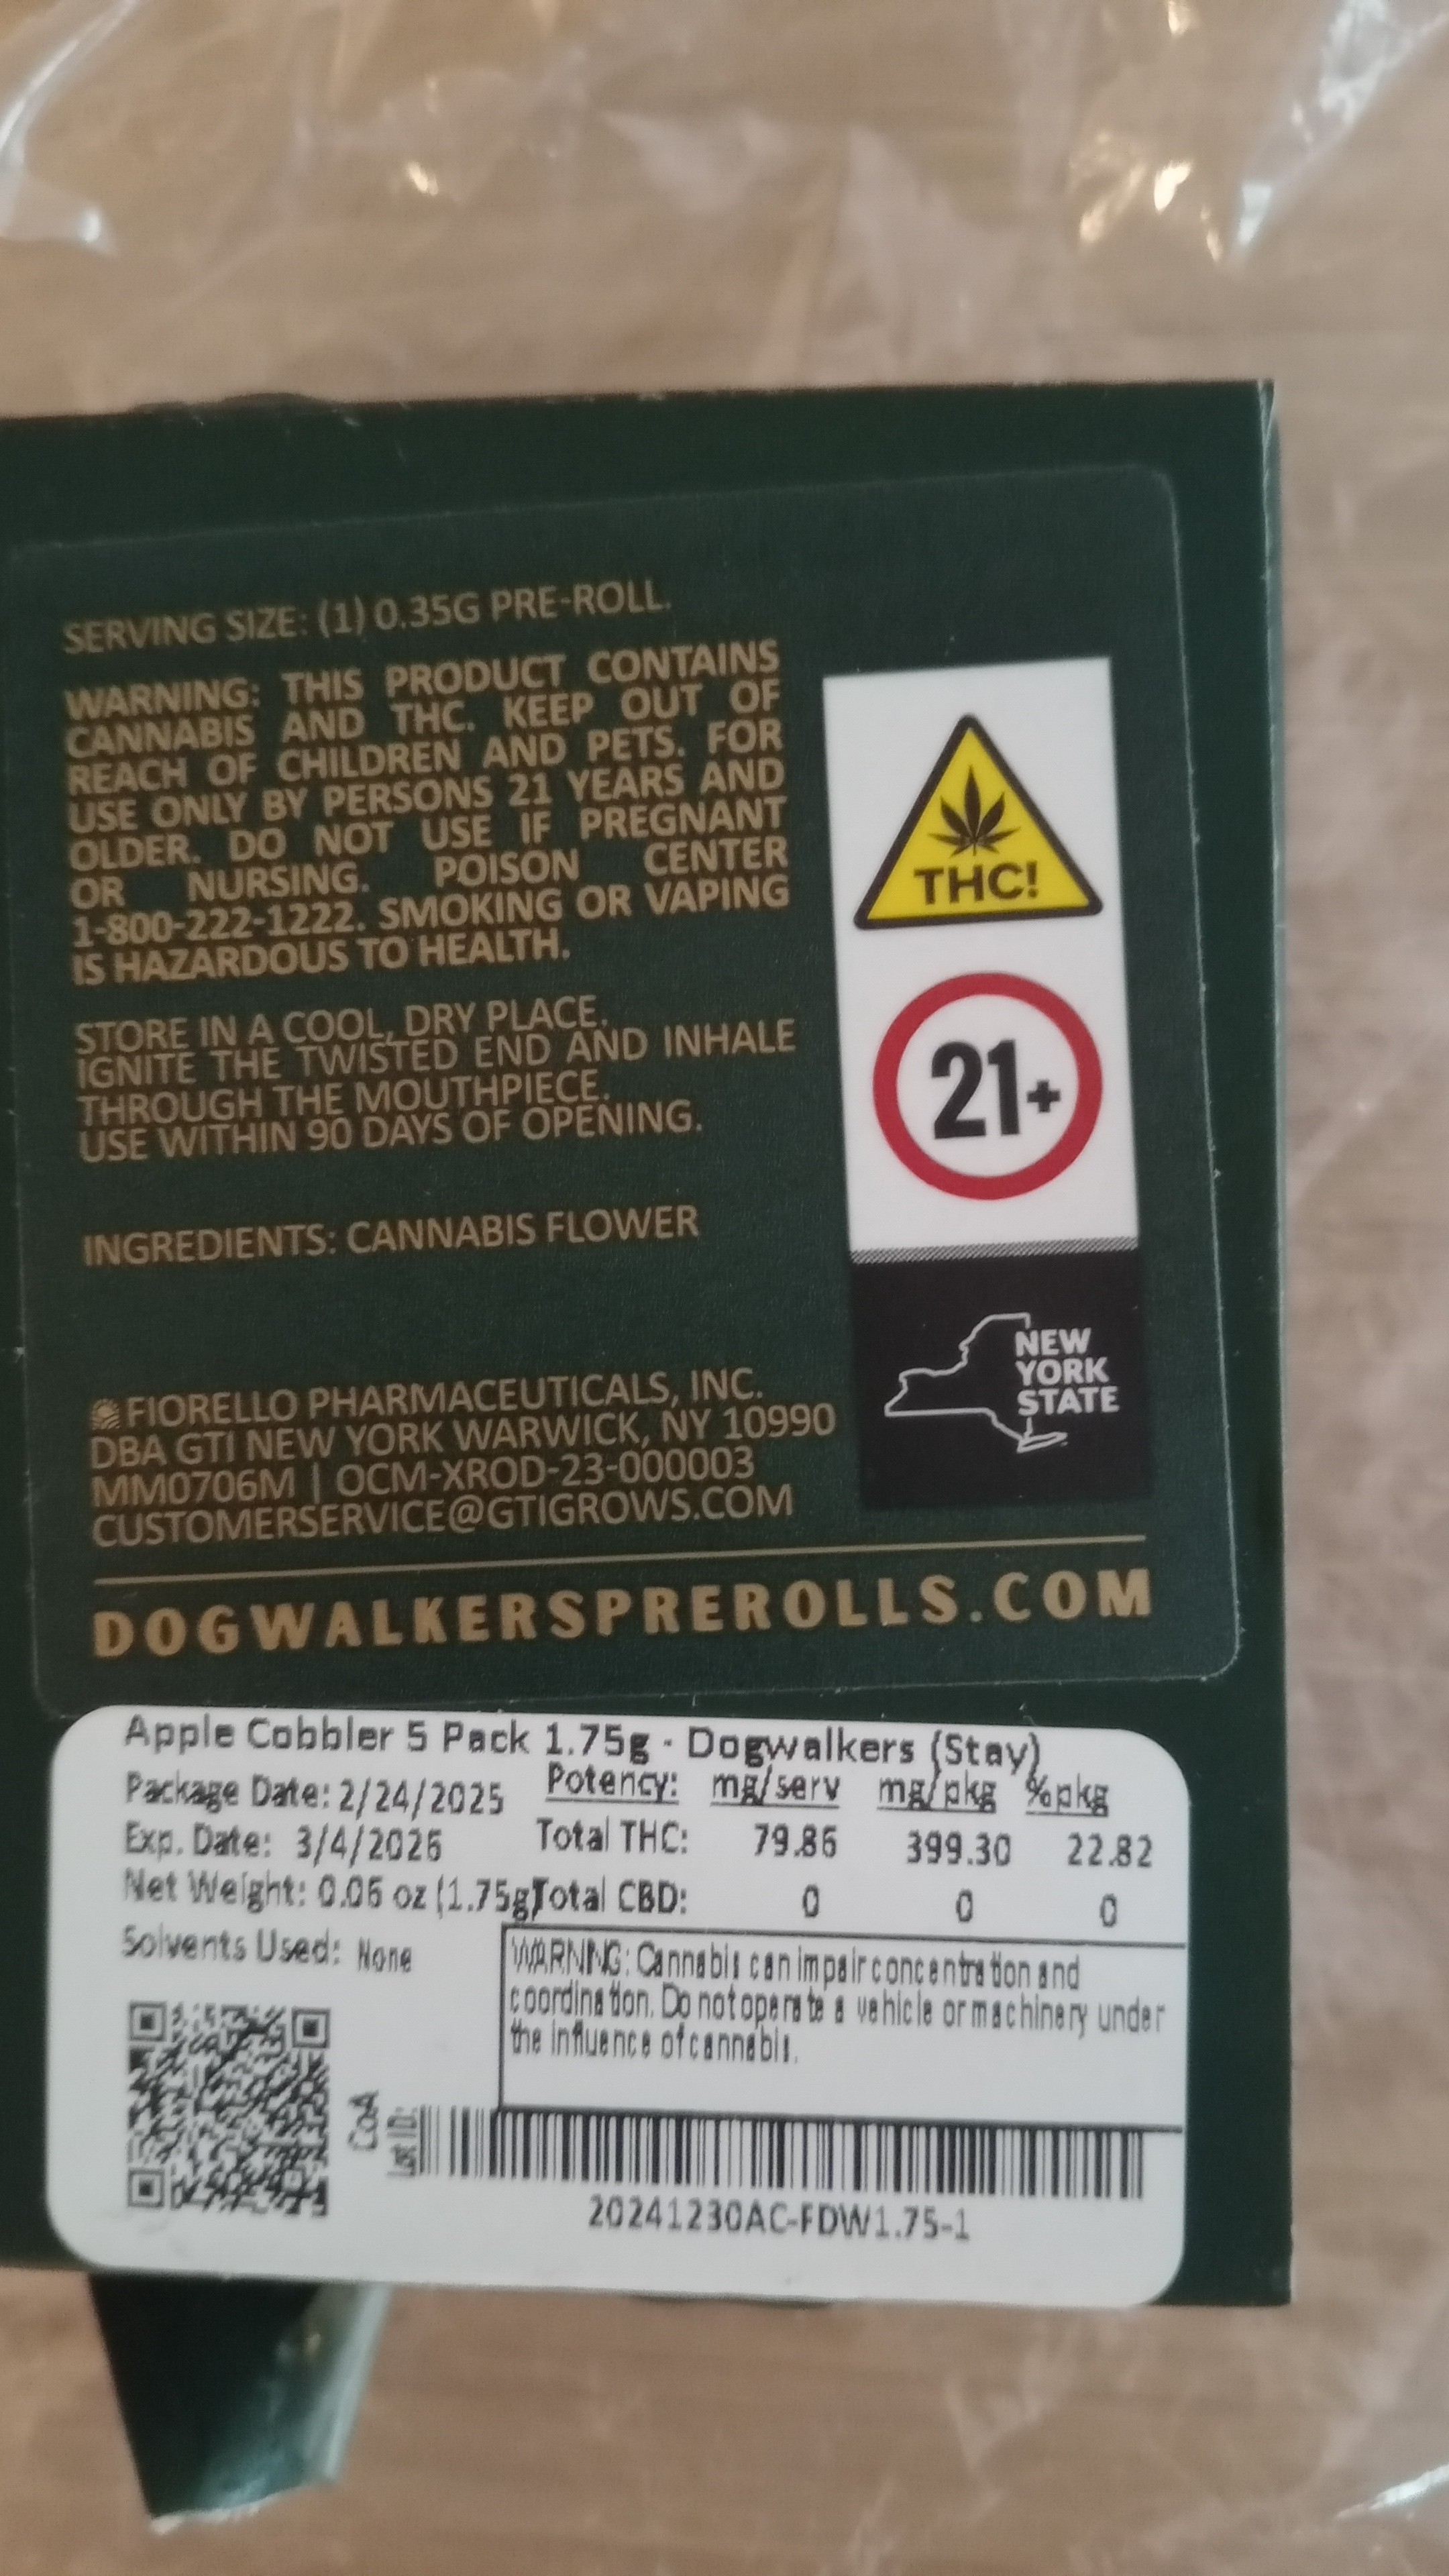 SERVING SIZE: (1) 0.35G PRE-ROLL.
WARNING: THIS PRODUCT CONTAINS
CANNABIS AND THC. KEEP OUT OF
REACH OF CHILDREN AND PETS. FOR
USE ONLY BY PERSONS 21 YEARS AND
OLDER. DO NOT USE IF PREGNANT
OR NURSING. POISON CENTER
1-800-222-1222. SMOKING OR VAPING
IS HAZARDOUS TO HEALTH.
STORE IN A COOL, DRY PLACE.
IGNITE THE TWISTED END AND INHALE
THROUGH THE MOUTHPIECE.
USE WITHIN 90 DAYS OF OPENING.
INGREDIENTS: CANNABIS FLOWER
FIORELLO PHARMACEUTICALS, INC.
DBA GTI NEW YORK WARWICK, NY 10990
MM0706M | OCM-XROD-23-000003
CUSTOMERSERVICE@GTIGROWS.COM
THC!
21+
NEW
YORK
STATE
DOGWALKERSPREROLLS.COM
Apple Cobbler 5 Pack 1.75g - Dogwalkers (Stay)
Package Date: 2/24/2025
Exp. Date: 3/4/2026
Net Weight: 0.06 oz (1.75g)
Solvents Used: None
Potency: mg/serv mg/pkg %pkg
Total THC: 79.86 399.30 22.82
Total CBD: 0 0 0
WARNING: Cannabis can impair concentration and
coordination. Do not operate a vehicle or machinery under
the influence of cannabis.
CoA
Lot ID:
20241230AC-FDW1.75-1